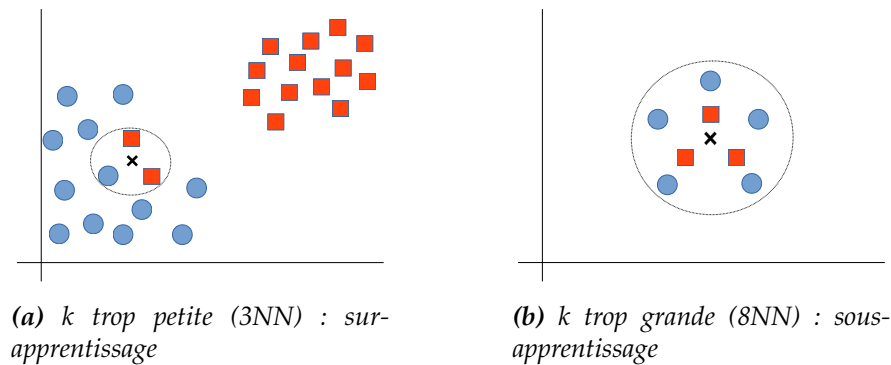 (a) k trop petite (3NN) : sur-
apprentissage
(b) k trop grande (8NN) : sous-
apprentissage